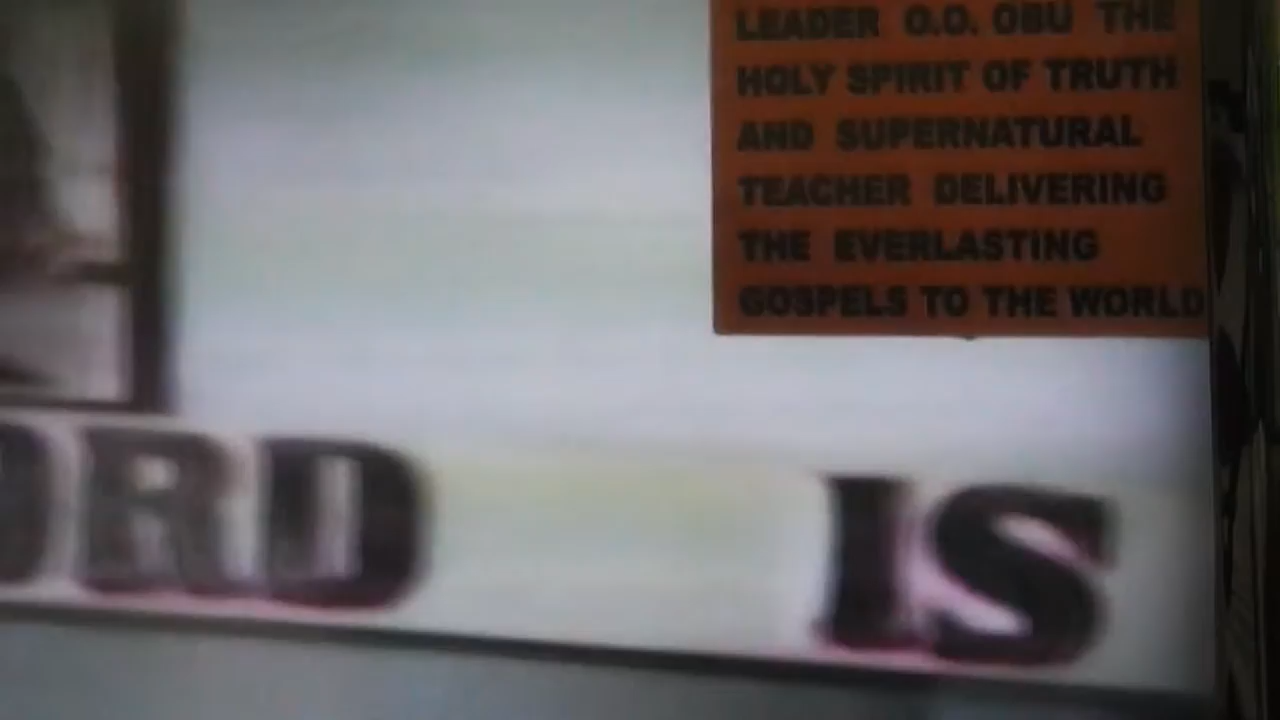 LEADER O.O. OBU THE
HOLY SPIRIT OF TRUTH
AND SUPERNATURAL
TEACHER DELIVERING
THE EVERLASTING
GOSPELS TO THE WORLD
ORD IS